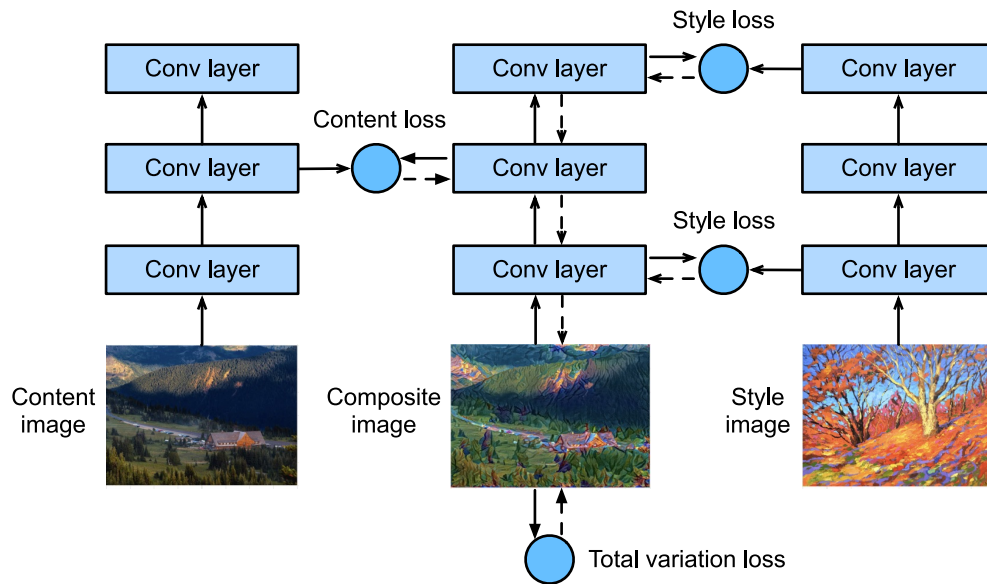 Style loss
Conv layer
Conv layer
Conv layer
Content loss
Conv layer
Conv layer
Conv layer
Style loss
Conv layer
Conv layer
Conv layer
Content
image
Composite
image
Style
image
Total variation loss